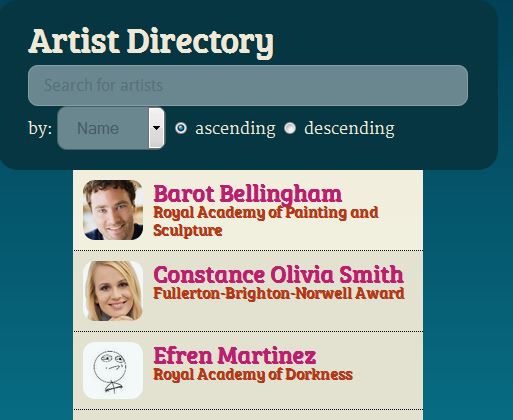 Artist Directory
Search for artists
by: Name ascending descending
Barot Bellingham
Royal Academy of Painting and
Sculpture
Constance Olivia Smith
Fullerton-Brighton-Norwell Award
Efren Martinez
Royal Academy of Dorkness